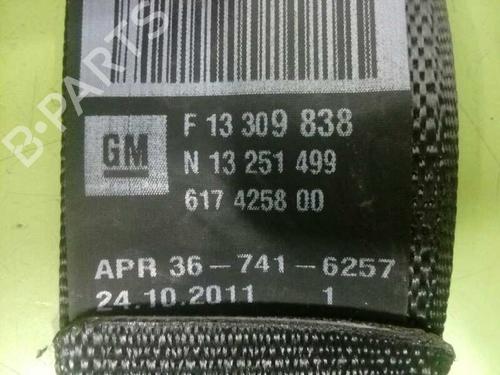 B-PARTS
GM
F 13 309 838
N 13 251 499
617 4258 00
APR 36-741-6257
24.10.2011 1